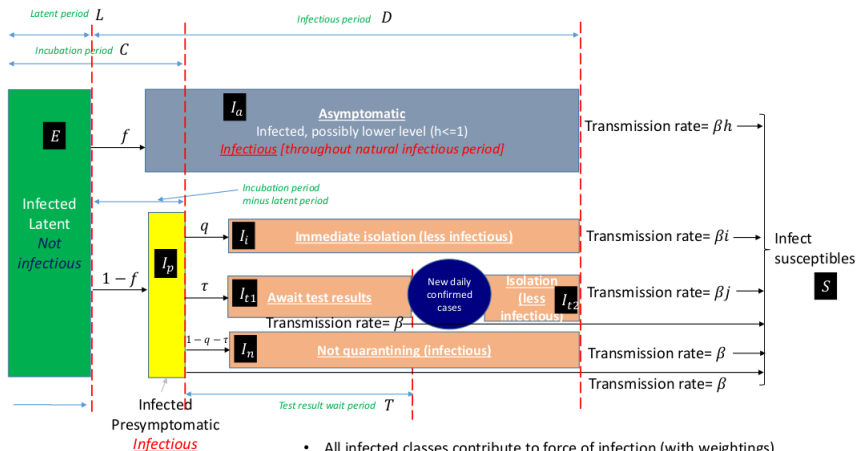 Latent period L
Infectious period D
Incubation period C
I_a
Asymptomatic
Infected, possibly lower level (h<=1)
Infectious [throughout natural infectious period]
Transmission rate= βh
E
f
Incubation period
minus latent period
Infected
Latent
Not
infectious
I_p
q
I_i
Immediate isolation (less infectious)
Transmission rate= βi
Infect
susceptibles
S
1 − f
τ
I_t1
Await test results
New daily
confirmed
cases
Isolation
(less
infectious)
I_t2
Transmission rate= βj
Transmission rate= β
1 − q − τ
I_n
Not quarantining (infectious)
Transmission rate= β
Transmission rate= β
Test result wait period T
Infected
Presymptomatic
Infectious
• All infected classes contribute to force of infection (with weightings)